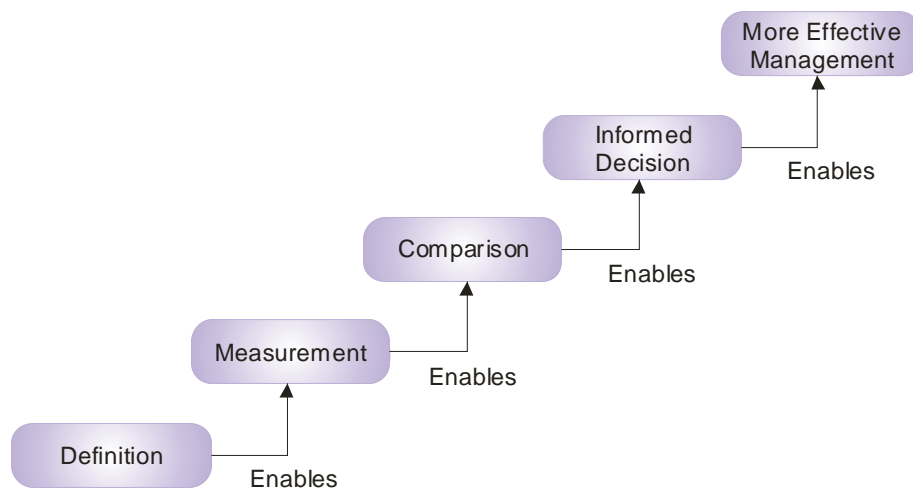 More Effective
Management
Informed
Decision
Enables
Comparison
Enables
Measurement
Enables
Definition
Enables